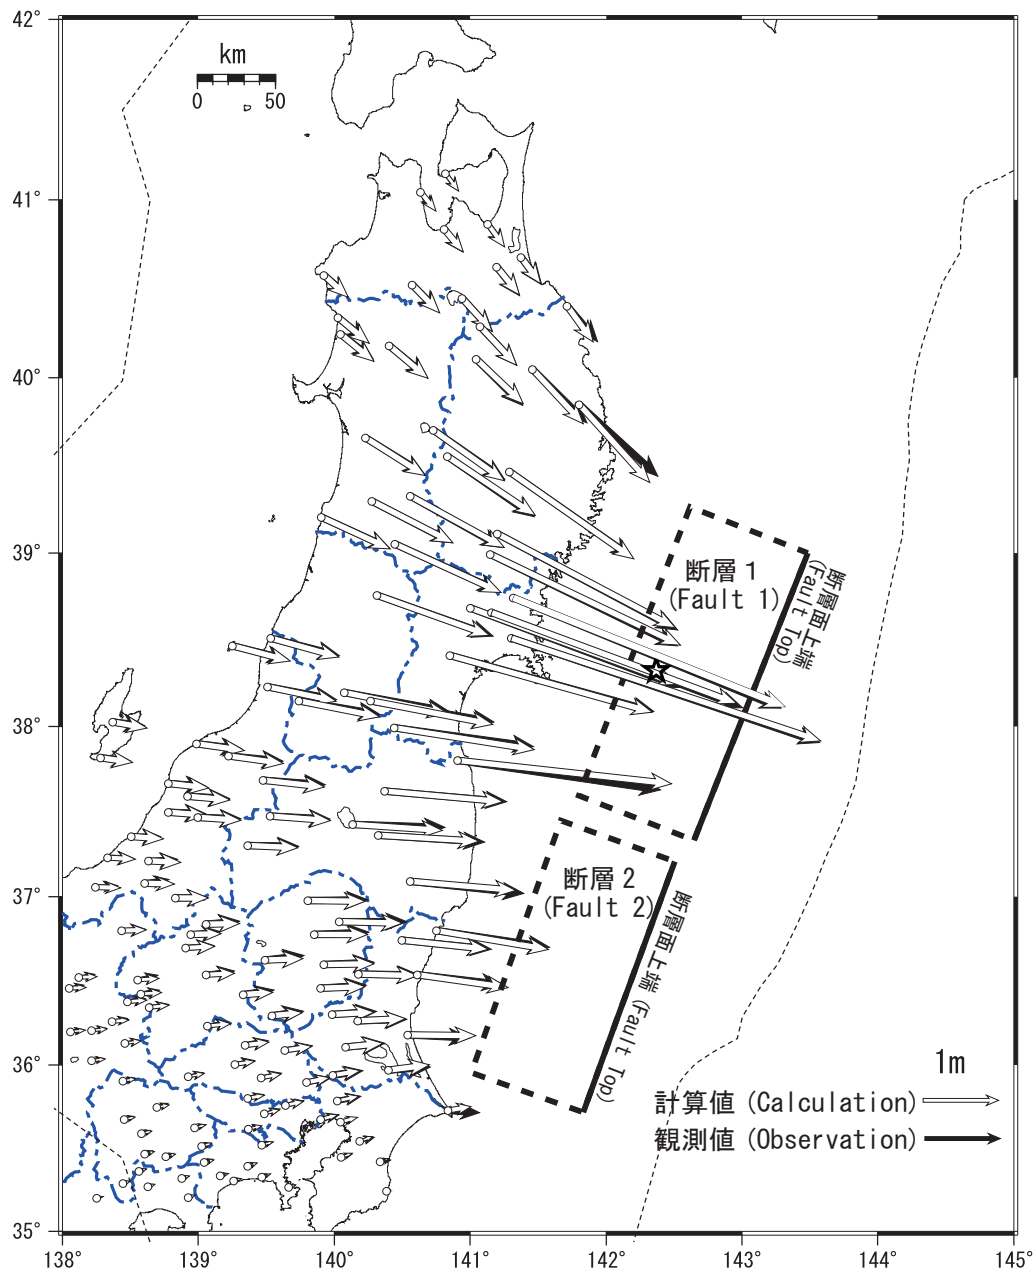 42°
km
0 50
41°
40°
39°
断層1
(Fault 1)
断層面上端
(Fault Top)
38°
37°
断層2
(Fault 2)
断層面上端 (Fault Top)
36°
1m
計算値 (Calculation)
観測値 (Observation)
35°
138° 139° 140° 141° 142° 143° 144° 145°